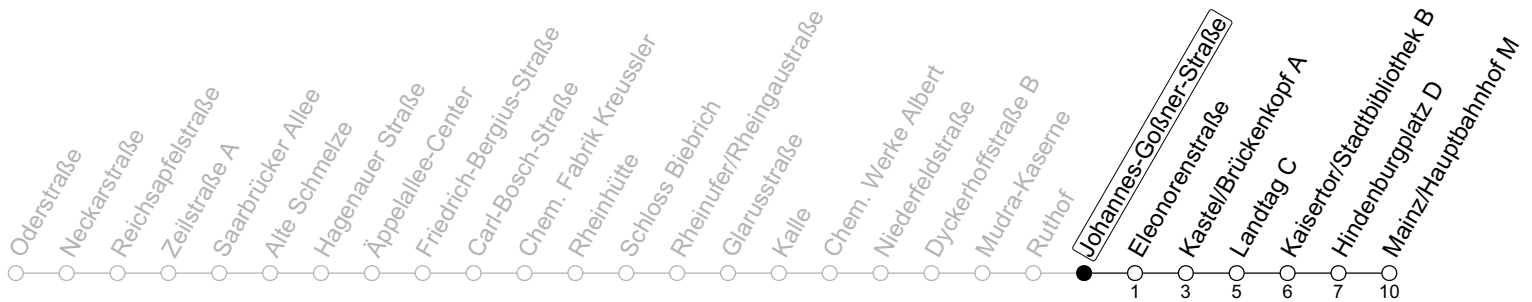 Oderstraße
Neckarstraße
Reichsapfelstraße
Zeilstraße A
Saarbrücker Allee
Alte Schmelze
Hagenauer Straße
Äppelallee-Center
Friedrich-Bergius-Straße
Carl-Bosch-Straße
Chem. Fabrik Kreussler
Rheinhütte
Schloss Biebrich
Rheinufer/Rheingaustraße
Glarusstraße
Kalle
Chem. Werke Albert
Niederfeldstraße
Dyckerhoffstraße B
Mudra-Kaserne
Ruthof
Johannes-Goßner-Straße
Eleonorenstraße
Kastel/Brückenkopf A
Landtag C
Kaisertor/Stadtbibliothek B
Hindenburgplatz D
Mainz/Hauptbahnhof M
1 3 5 6 7 10